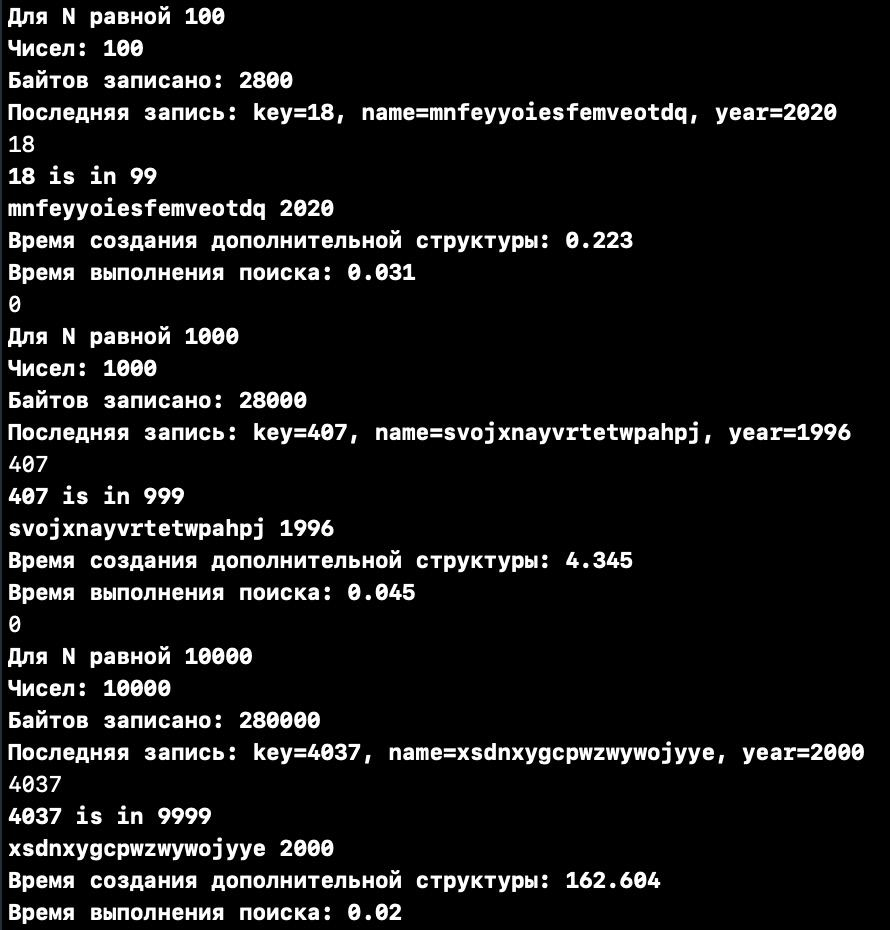 Для N равной 100
Чисел: 100
Байтов записано: 2800
Последняя запись: key=18, name=mnfeyyoiesfemveotdq, year=2020
18
18 is in 99
mnfeyyoiesfemveotdq 2020
Время создания дополнительной структуры: 0.223
Время выполнения поиска: 0.031
0
Для N равной 1000
Чисел: 1000
Байтов записано: 28000
Последняя запись: key=407, name=svojxnayvrtetwpahpj, year=1996
407
407 is in 999
svojxnayvrtetwpahpj 1996
Время создания дополнительной структуры: 4.345
Время выполнения поиска: 0.045
0
Для N равной 10000
Чисел: 10000
Байтов записано: 280000
Последняя запись: key=4037, name=xsdnxygcpwzwywojyye, year=2000
4037
4037 is in 9999
xsdnxygcpwzwywojyye 2000
Время создания дополнительной структуры: 162.604
Время выполнения поиска: 0.02